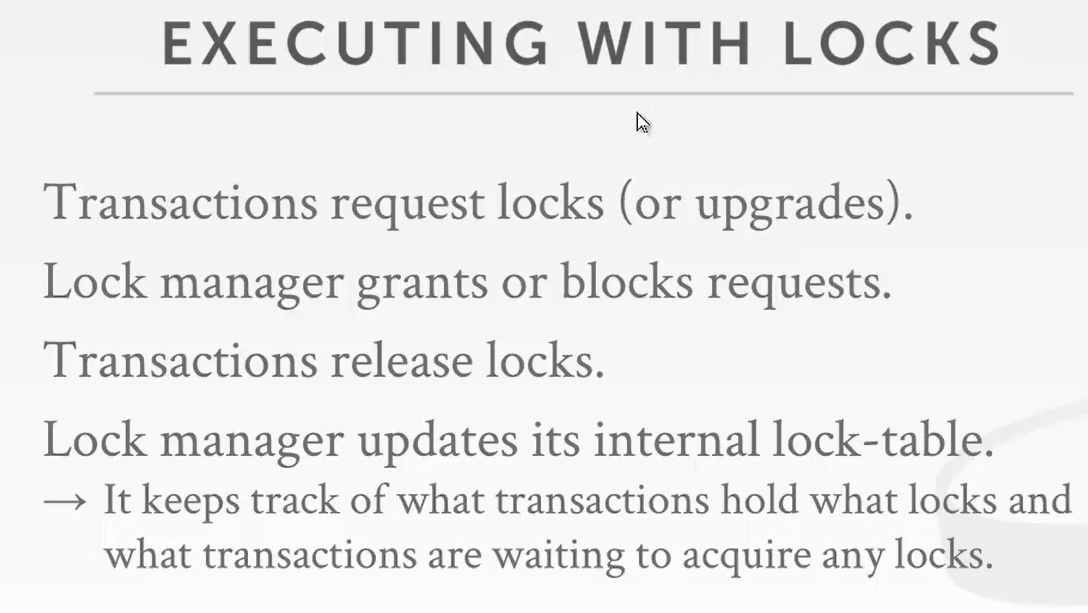 EXECUTING WITH LOCKS
Transactions request locks (or upgrades).
Lock manager grants or blocks requests.
Transactions release locks.
Lock manager updates its internal lock-table.
→ It keeps track of what transactions hold what locks and
what transactions are waiting to acquire any locks.